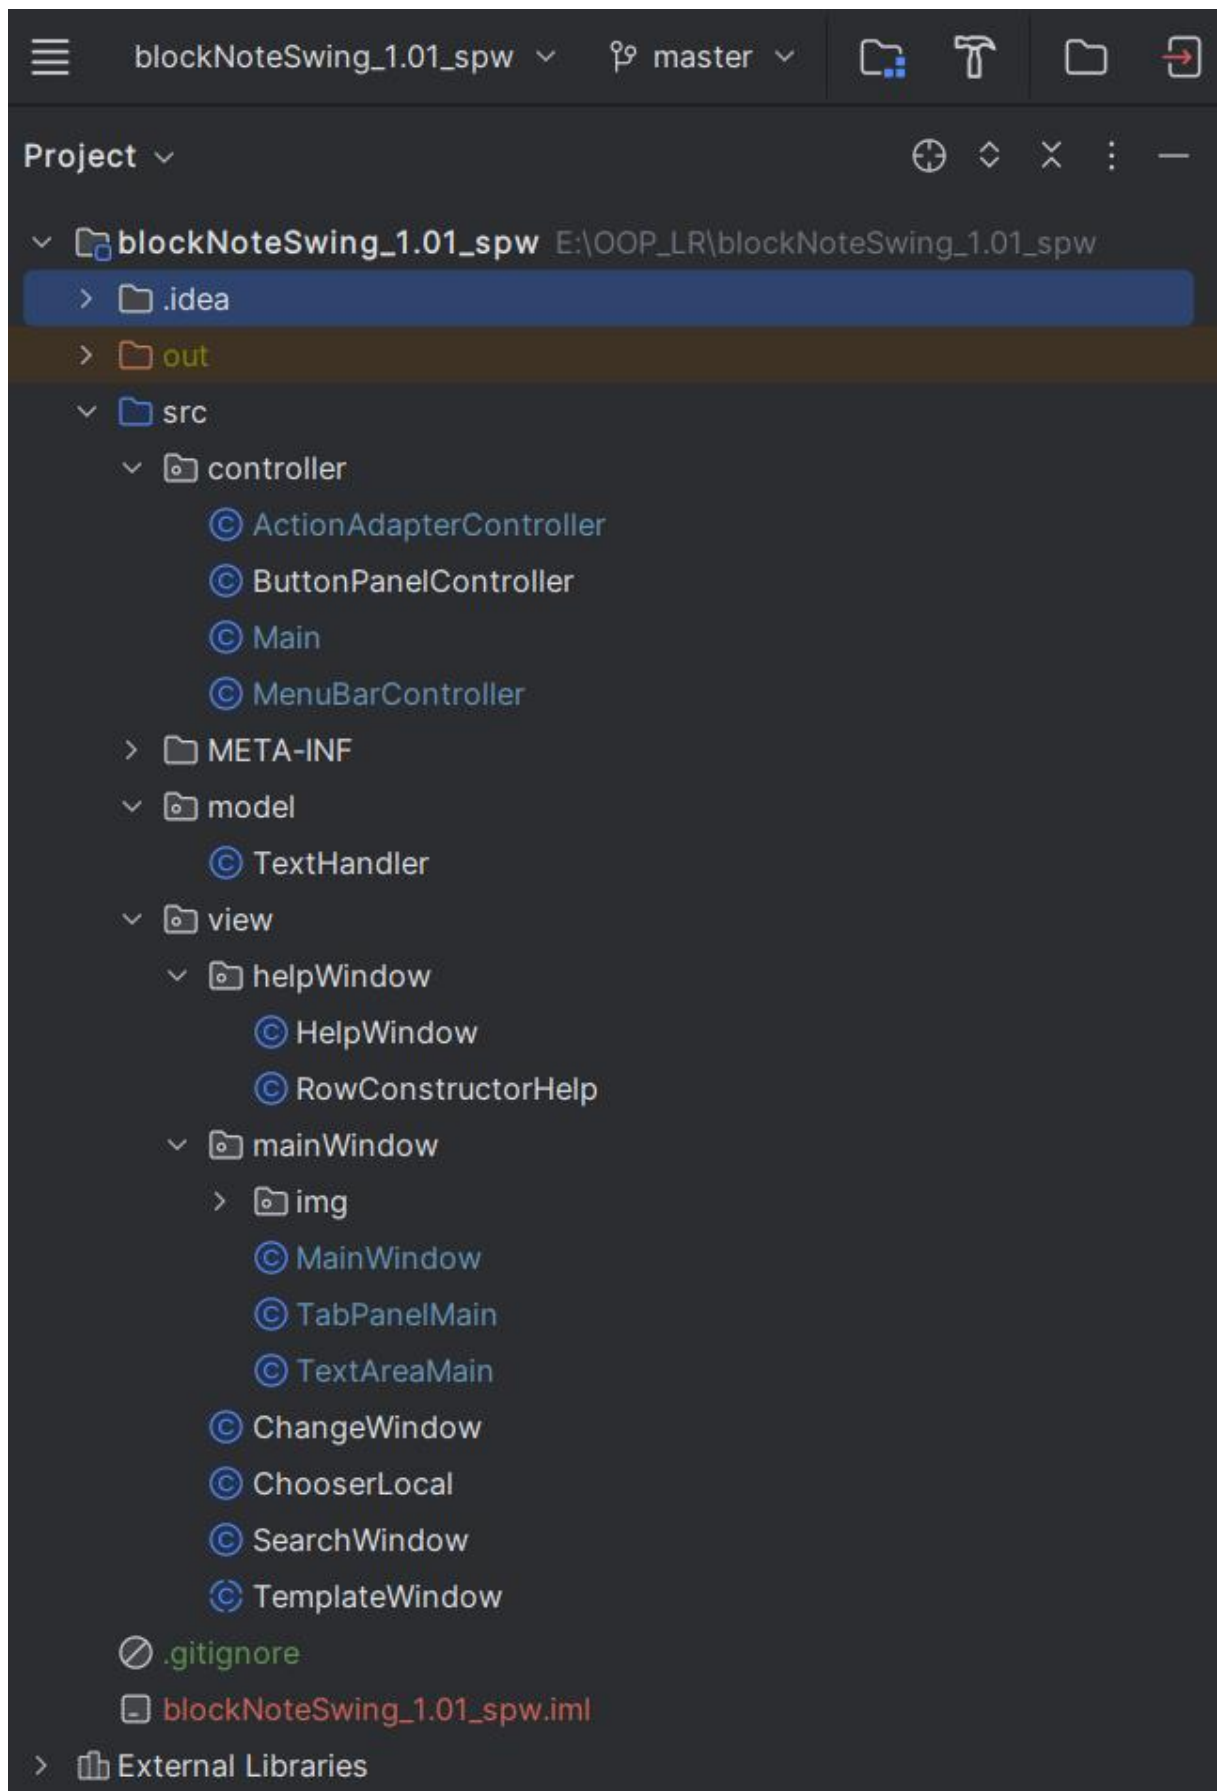 blockNoteSwing_1.01_spw master
Project
blockNoteSwing_1.01_spw E:\OOP_LR\blockNoteSwing_1.01_spw
.idea
out
src
controller
ActionAdapterController
ButtonPanelController
Main
MenuBarController
META-INF
model
TextHandler
view
helpWindow
HelpWindow
RowConstructorHelp
mainWindow
img
MainWindow
TabPanelMain
TextAreaMain
ChangeWindow
ChooserLocal
SearchWindow
TemplateWindow
.gitignore
blockNoteSwing_1.01_spw.iml
External Libraries